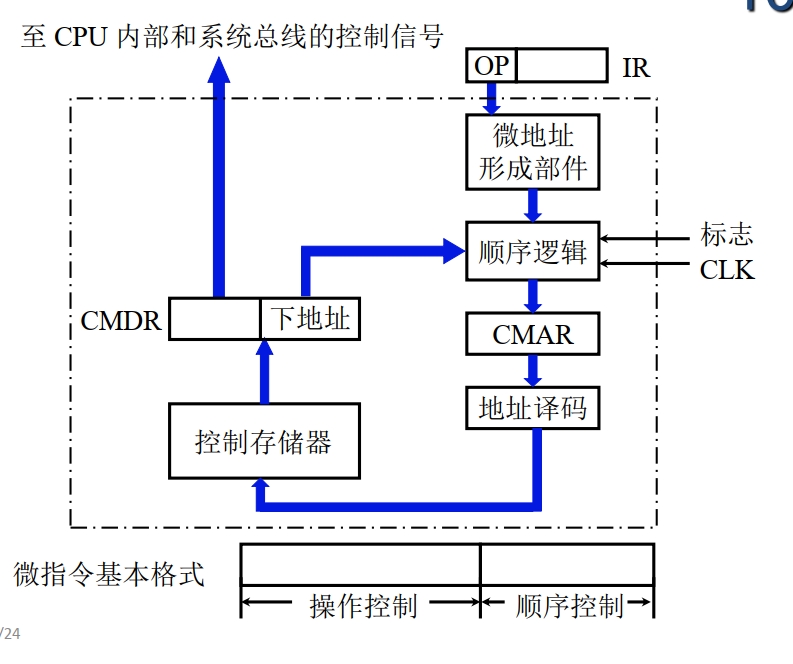 至 CPU 内部和系统总线的控制信号
OP
IR
微地址
形成部件
顺序逻辑
标志
CLK
CMDR
下地址
CMAR
地址译码
控制存储器
微指令基本格式
操作控制
顺序控制
/24